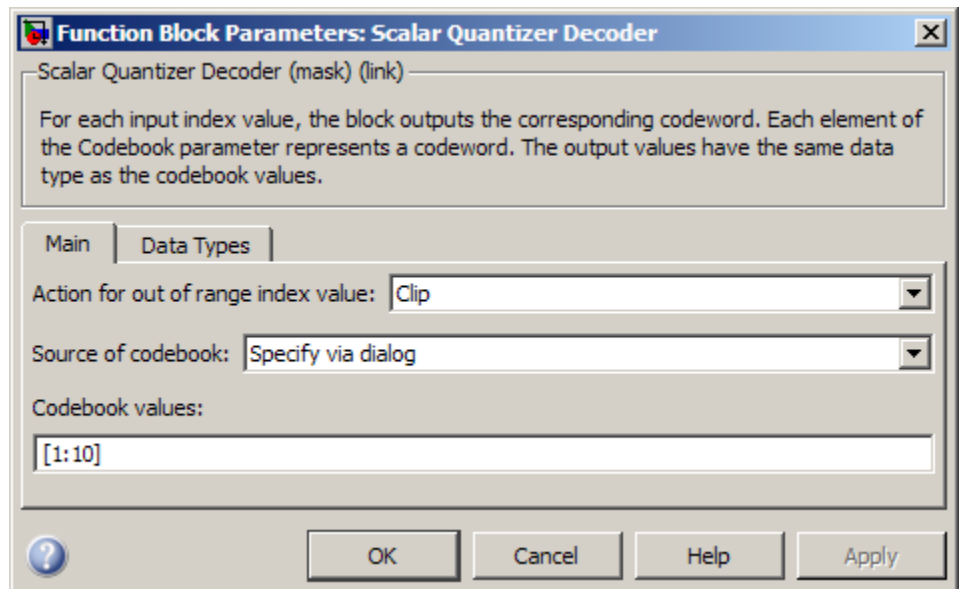 Function Block Parameters: Scalar Quantizer Decoder
Scalar Quantizer Decoder (mask) (link)
For each input index value, the block outputs the corresponding codeword. Each element of
the Codebook parameter represents a codeword. The output values have the same data
type as the codebook values.
Main Data Types
Action for out of range index value: Clip
Source of codebook: Specify via dialog
Codebook values:
[1:10]
OK Cancel Help Apply